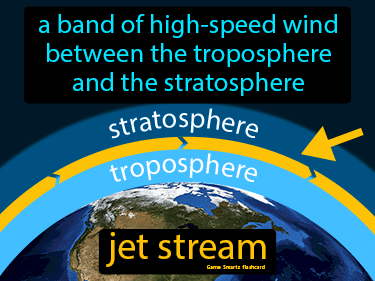 a band of high-speed wind
between the troposphere
and the stratosphere
stratosphere
troposphere
jet stream
Game Smartz flashcard